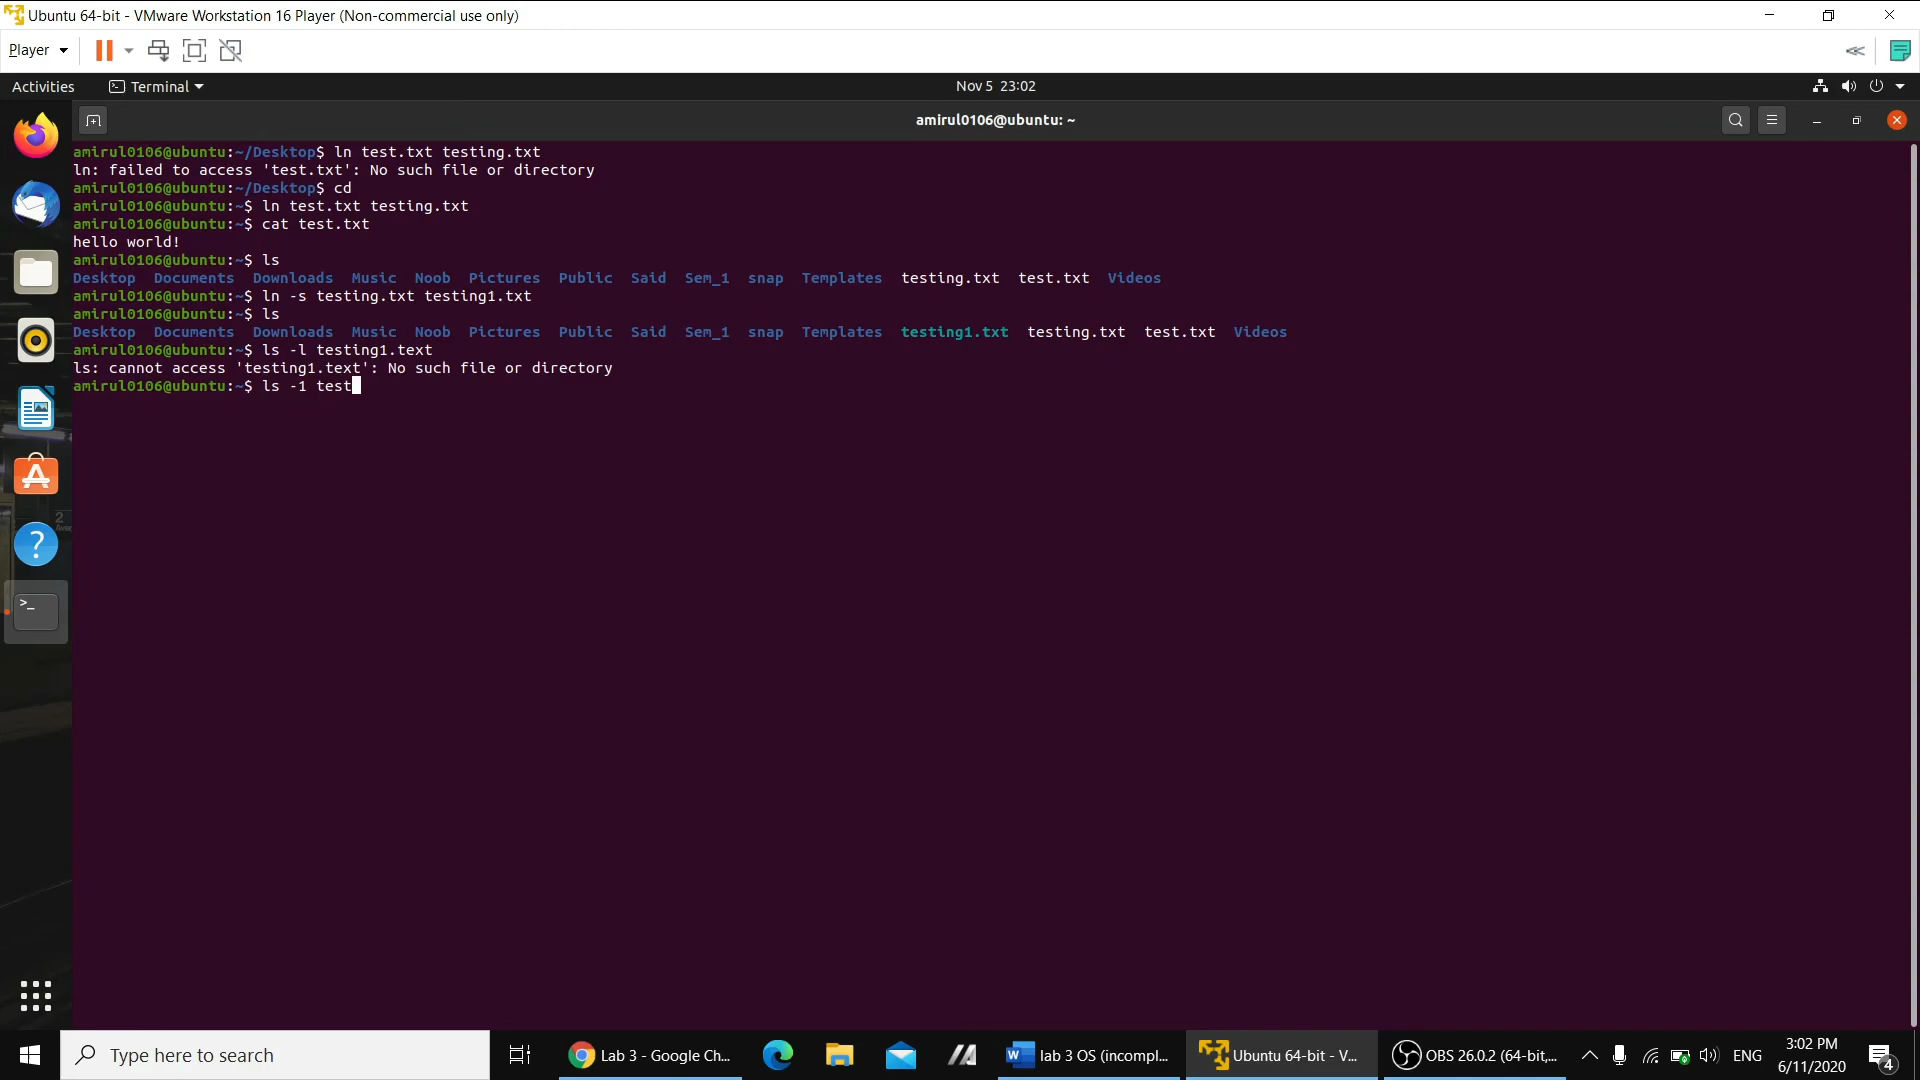 Ubuntu 64-bit - VMware Workstation 16 Player (Non-commercial use only)
Player
Activities
Terminal
Nov 5 23:02
amirul0106@ubuntu: ~
amirul0106@ubuntu:~/Desktop$ ln test.txt testing.txt
ln: failed to access 'test.txt': No such file or directory
amirul0106@ubuntu:~/Desktop$ cd
amirul0106@ubuntu:~$ ln test.txt testing.txt
amirul0106@ubuntu:~$ cat test.txt
hello world!
amirul0106@ubuntu:~$ ls
Desktop Documents Downloads Music Noob Pictures Public Said Sem_1 snap Templates testing.txt test.txt Videos
amirul0106@ubuntu:~$ ln -s testing.txt testing1.txt
amirul0106@ubuntu:~$ ls
Desktop Documents Downloads Music Noob Pictures Public Said Sem_1 snap Templates testing1.txt testing.txt test.txt Videos
amirul0106@ubuntu:~$ ls -l testing1.text
ls: cannot access 'testing1.text': No such file or directory
amirul0106@ubuntu:~$ ls -1 test
Type here to search
Lab 3 - Google Ch...
lab 3 OS (incompl...
Ubuntu 64-bit - V...
OBS 26.0.2 (64-bit,...
ENG
3:02 PM
6/11/2020
4